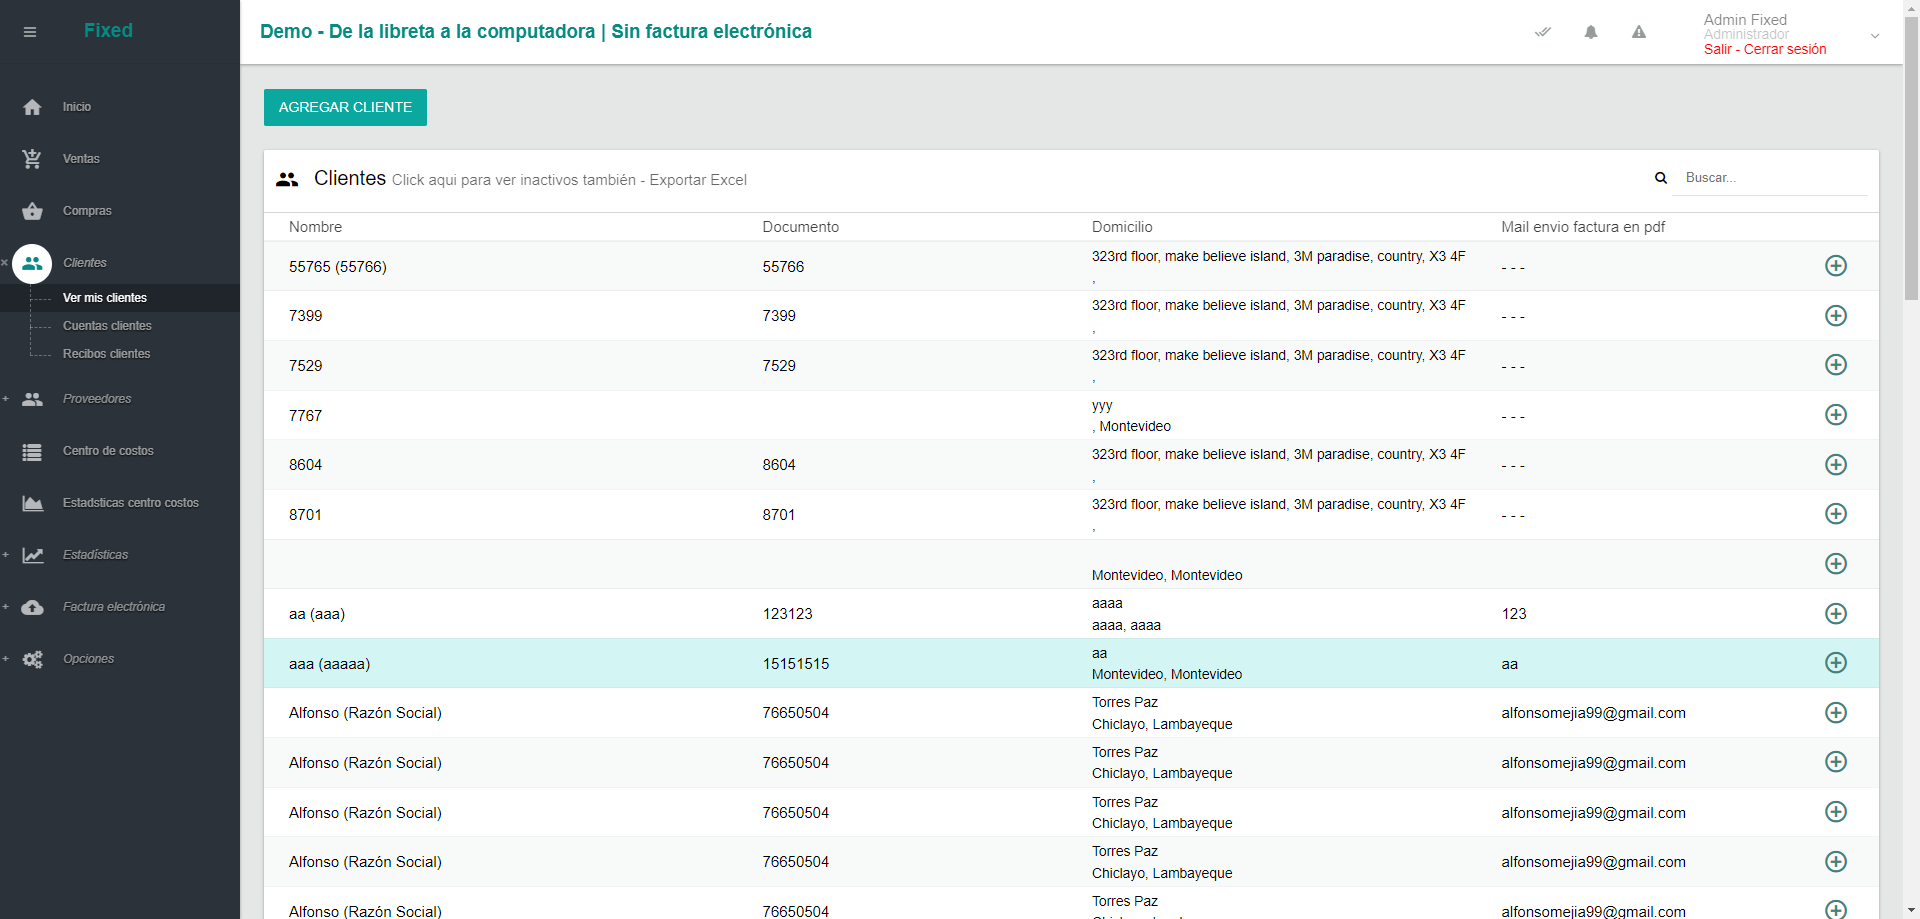 Fixed
Demo - De la libreta a la computadora | Sin factura electrónica
Admin Fixed
Administrador
Salir - Cerrar sesión
Inicio
Ventas
Compras
Clientes
Ver mis clientes
Cuentas clientes
Recibos clientes
Proveedores
Centro de costos
Estadsticas centro costos
Estadísticas
Factura electrónica
Opciones
AGREGAR CLIENTE
Clientes Click aqui para ver inactivos también - Exportar Excel
Buscar...
Nombre Documento Domicilio Mail envio factura en pdf
55765 (55766) 55766 323rd floor, make believe island, 3M paradise, country, X3 4F - - -
,
7399 7399 323rd floor, make believe island, 3M paradise, country, X3 4F - - -
,
7529 7529 323rd floor, make believe island, 3M paradise, country, X3 4F - - -
,
7767 yyy - - -
, Montevideo
8604 8604 323rd floor, make believe island, 3M paradise, country, X3 4F - - -
,
8701 8701 323rd floor, make believe island, 3M paradise, country, X3 4F - - -
,
Montevideo, Montevideo
aa (aaa) 123123 aaaa 123
aaaa, aaaa
aaa (aaaaa) 15151515 aa aa
Montevideo, Montevideo
Alfonso (Razón Social) 76650504 Torres Paz alfonsomejia99@gmail.com
Chiclayo, Lambayeque
Alfonso (Razón Social) 76650504 Torres Paz alfonsomejia99@gmail.com
Chiclayo, Lambayeque
Alfonso (Razón Social) 76650504 Torres Paz alfonsomejia99@gmail.com
Chiclayo, Lambayeque
Alfonso (Razón Social) 76650504 Torres Paz alfonsomejia99@gmail.com
Chiclayo, Lambayeque
Alfonso (Razón Social) 76650504 Torres Paz alfonsomejia99@gmail.com